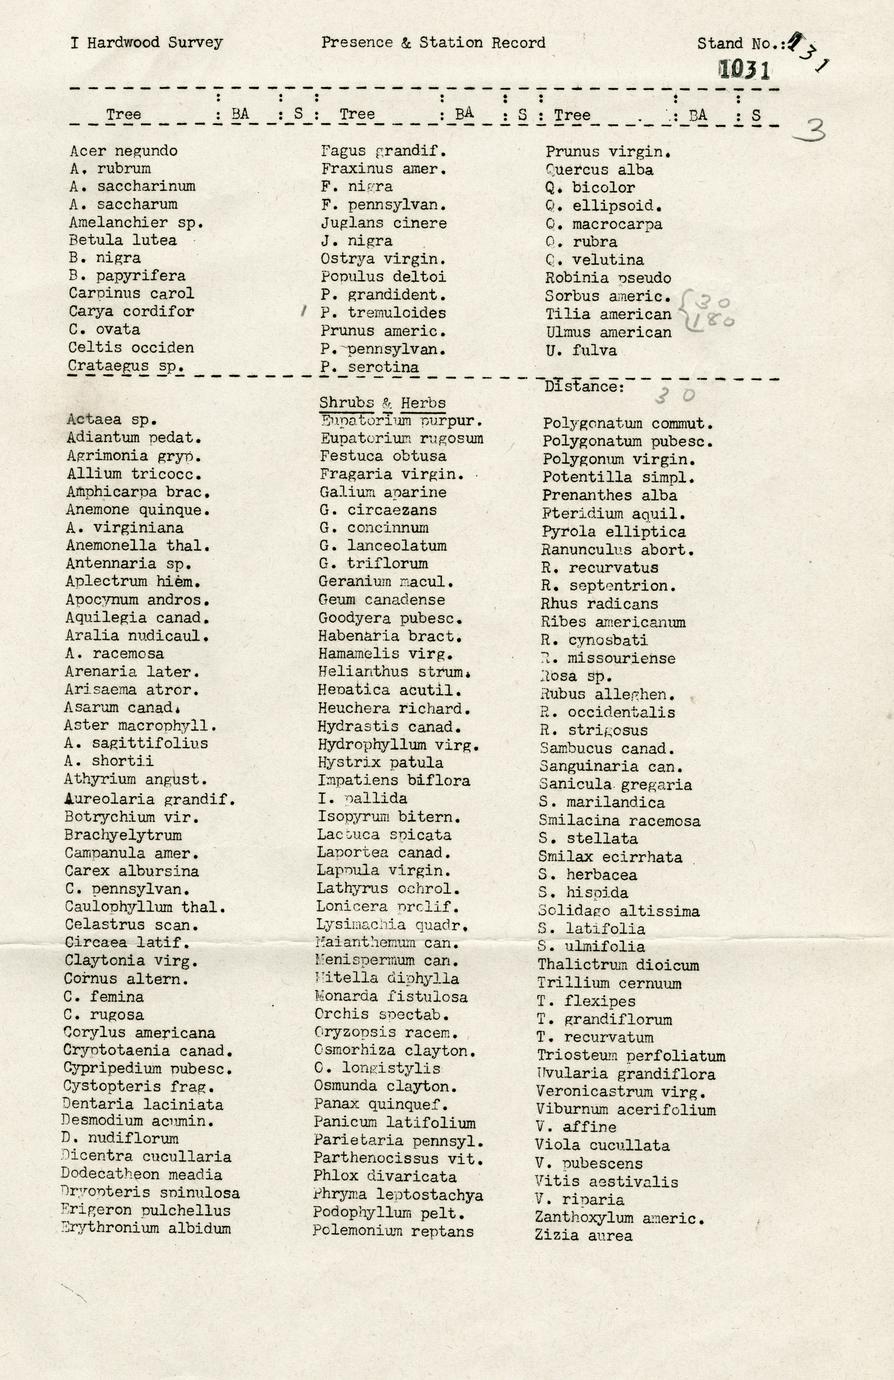 I Hardwood Survey Presence & Station Record Stand No.: 131
1031
Tree : BA : S : Tree : BA : S : Tree : BA : S
3
Acer negundo
A. rubrum
A. saccharinum
A. saccharum
Amelanchier sp.
Betula lutea
B. nigra
B. papyrifera
Carpinus carol
Carya cordifor
C. ovata
Celtis occiden
Crataegus sp.
Fagus grandif.
Fraxinus amer.
F. nigra
F. pennsylvan.
Juglans cinere
J. nigra
Ostrya virgin.
Populus deltoi
P. grandident.
P. tremuloides
Prunus americ.
P. pennsylvan.
P. serotina
Prunus virgin.
Quercus alba
Q. bicolor
Q. ellipsoid.
Q. macrocarpa
Q. rubra
Q. velutina
Robinia pseudo
Sorbus americ. 30
Tilia american 180
Ulmus american
U. fulva
Distance:
30
Shrubs & Herbs
Actaea sp.
Adiantum pedat.
Agrimonia gryp.
Allium tricocc.
Amphicarpa brac.
Anemone quinque.
A. virginiana
Anemonella thal.
Antennaria sp.
Aplectrum hiem.
Apocynum andros.
Aquilegia canad.
Aralia nudicaul.
A. racemosa
Arenaria later.
Arisaema atror.
Asarum canad.
Aster macrophyll.
A. sagittifolius
A. shortii
Athyrium angust.
Aureolaria grandif.
Botrychium vir.
Brachyelytrum
Campanula amer.
Carex albursina
C. pennsylvan.
Caulophyllum thal.
Celastrus scan.
Circaea latif.
Claytonia virg.
Cornus altern.
C. femina
C. rugosa
Corylus americana
Cryptotaenia canad.
Cypripedium pubesc.
Cystopteris frag.
Dentaria laciniata
Desmodium acumin.
D. nudiflorum
Dicentra cucullaria
Dodecatheon meadia
Dryopteris spinulosa
Erigeron pulchellus
Erythronium albidum
Eupatorium purpur.
Eupatorium rugosum
Festuca obtusa
Fragaria virgin.
Galium aparine
G. circaezans
G. concinnum
G. lanceolatum
G. triflorum
Geranium macul.
Geum canadense
Goodyera pubesc.
Habenaria bract.
Hamamelis virg.
Helianthus strum.
Hepatica acutil.
Heuchera richard.
Hydrastis canad.
Hydrophyllum virg.
Hystrix patula
Impatiens biflora
I. pallida
Isopyrum bitern.
Lactuca spicata
Laportea canad.
Lappula virgin.
Lathyrus ochrol.
Lonicera prolif.
Lysimachia quadr.
Maianthemum can.
Menispermum can.
Mitella diphylla
Monarda fistulosa
Orchis spectab.
Oryzopsis racem.
Osmorhiza clayton.
O. longistylis
Osmunda clayton.
Panax quinquef.
Panicum latifolium
Parietaria pennsyl.
Parthenocissus vit.
Phlox divaricata
Phryma leptostachya
Podophyllum pelt.
Polemonium reptans
Polygonatum commut.
Polygonatum pubesc.
Polygonum virgin.
Potentilla simpl.
Prenanthes alba
Pteridium aquil.
Pyrola elliptica
Ranunculus abort.
R. recurvatus
R. septentrion.
Rhus radicans
Ribes americanum
R. cynosbati
R. missouriense
Rosa sp.
Rubus alleghen.
R. occidentalis
R. strigosus
Sambucus canad.
Sanguinaria can.
Sanicula gregaria
S. marilandica
Smilacina racemosa
S. stellata
Smilax ecirrhata
S. herbacea
S. hispida
Solidago altissima
S. latifolia
S. ulmifolia
Thalictrum dioicum
Trillium cernuum
T. flexipes
T. grandiflorum
T. recurvatum
Triosteum perfoliatum
Uvularia grandiflora
Veronicastrum virg.
Viburnum acerifolium
V. affine
Viola cucullata
V. pubescens
Vitis aestivalis
V. riparia
Zanthoxylum americ.
Zizia aurea